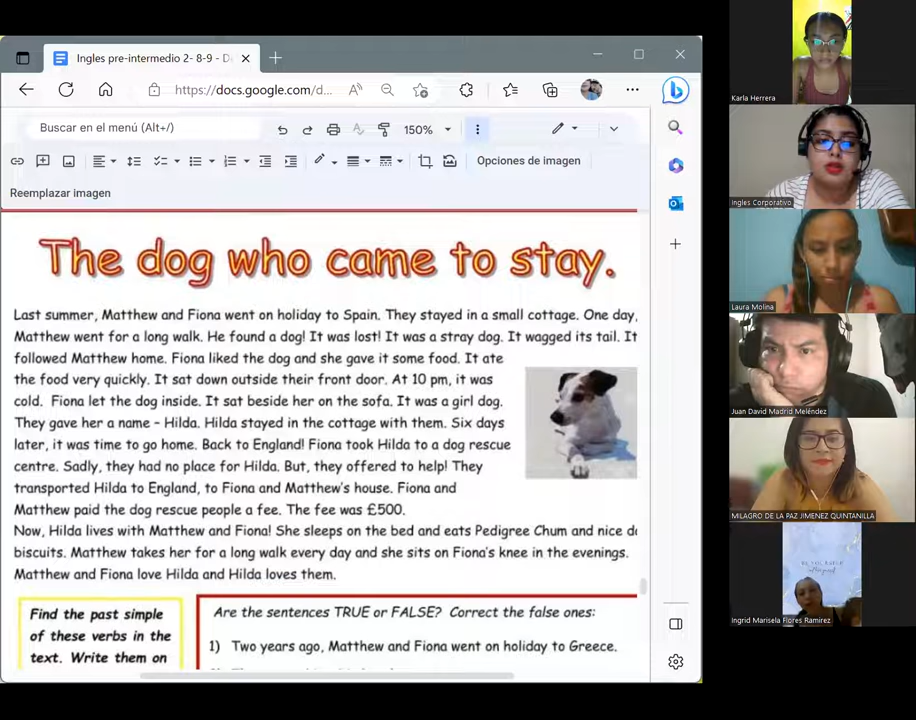 Ingles pre-intermedio 2- 8-9 - D
https://docs.google.com/d...
Buscar en el menú (Alt+/)
150%
Opciones de imagen
Reemplazar imagen
The dog who came to stay.
Last summer, Matthew and Fiona went on holiday to Spain. They stayed in a small cottage. One day,
Matthew went for a long walk. He found a dog! It was lost! It was a stray dog. It wagged its tail. It
followed Matthew home. Fiona liked the dog and she gave it some food. It ate
the food very quickly. It sat down outside their front door. At 10 pm, it was
cold. Fiona let the dog inside. It sat beside her on the sofa. It was a girl dog.
They gave her a name – Hilda. Hilda stayed in the cottage with them. Six days
later, it was time to go home. Back to England! Fiona took Hilda to a dog rescue
centre. Sadly, they had no place for Hilda. But, they offered to help! They
transported Hilda to England, to Fiona and Matthew's house. Fiona and
Matthew paid the dog rescue people a fee. The fee was £500.
Now, Hilda lives with Matthew and Fiona! She sleeps on the bed and eats Pedigree Chum and nice
biscuits. Matthew takes her for a long walk every day and she sits on Fiona's knee in the evenings.
Matthew and Fiona love Hilda and Hilda loves them.
Find the past simple
of these verbs in the
text. Write them on
Are the sentences TRUE or FALSE? Correct the false ones:
1) Two years ago, Matthew and Fiona went on holiday to Greece.
Karla Herrera
Ingles Corporativo
Laura Molina
Juan David Madrid Meléndez
MILAGRO DE LA PAZ JIMENEZ QUINTANILLA
Ingrid Marisela Flores Ramirez